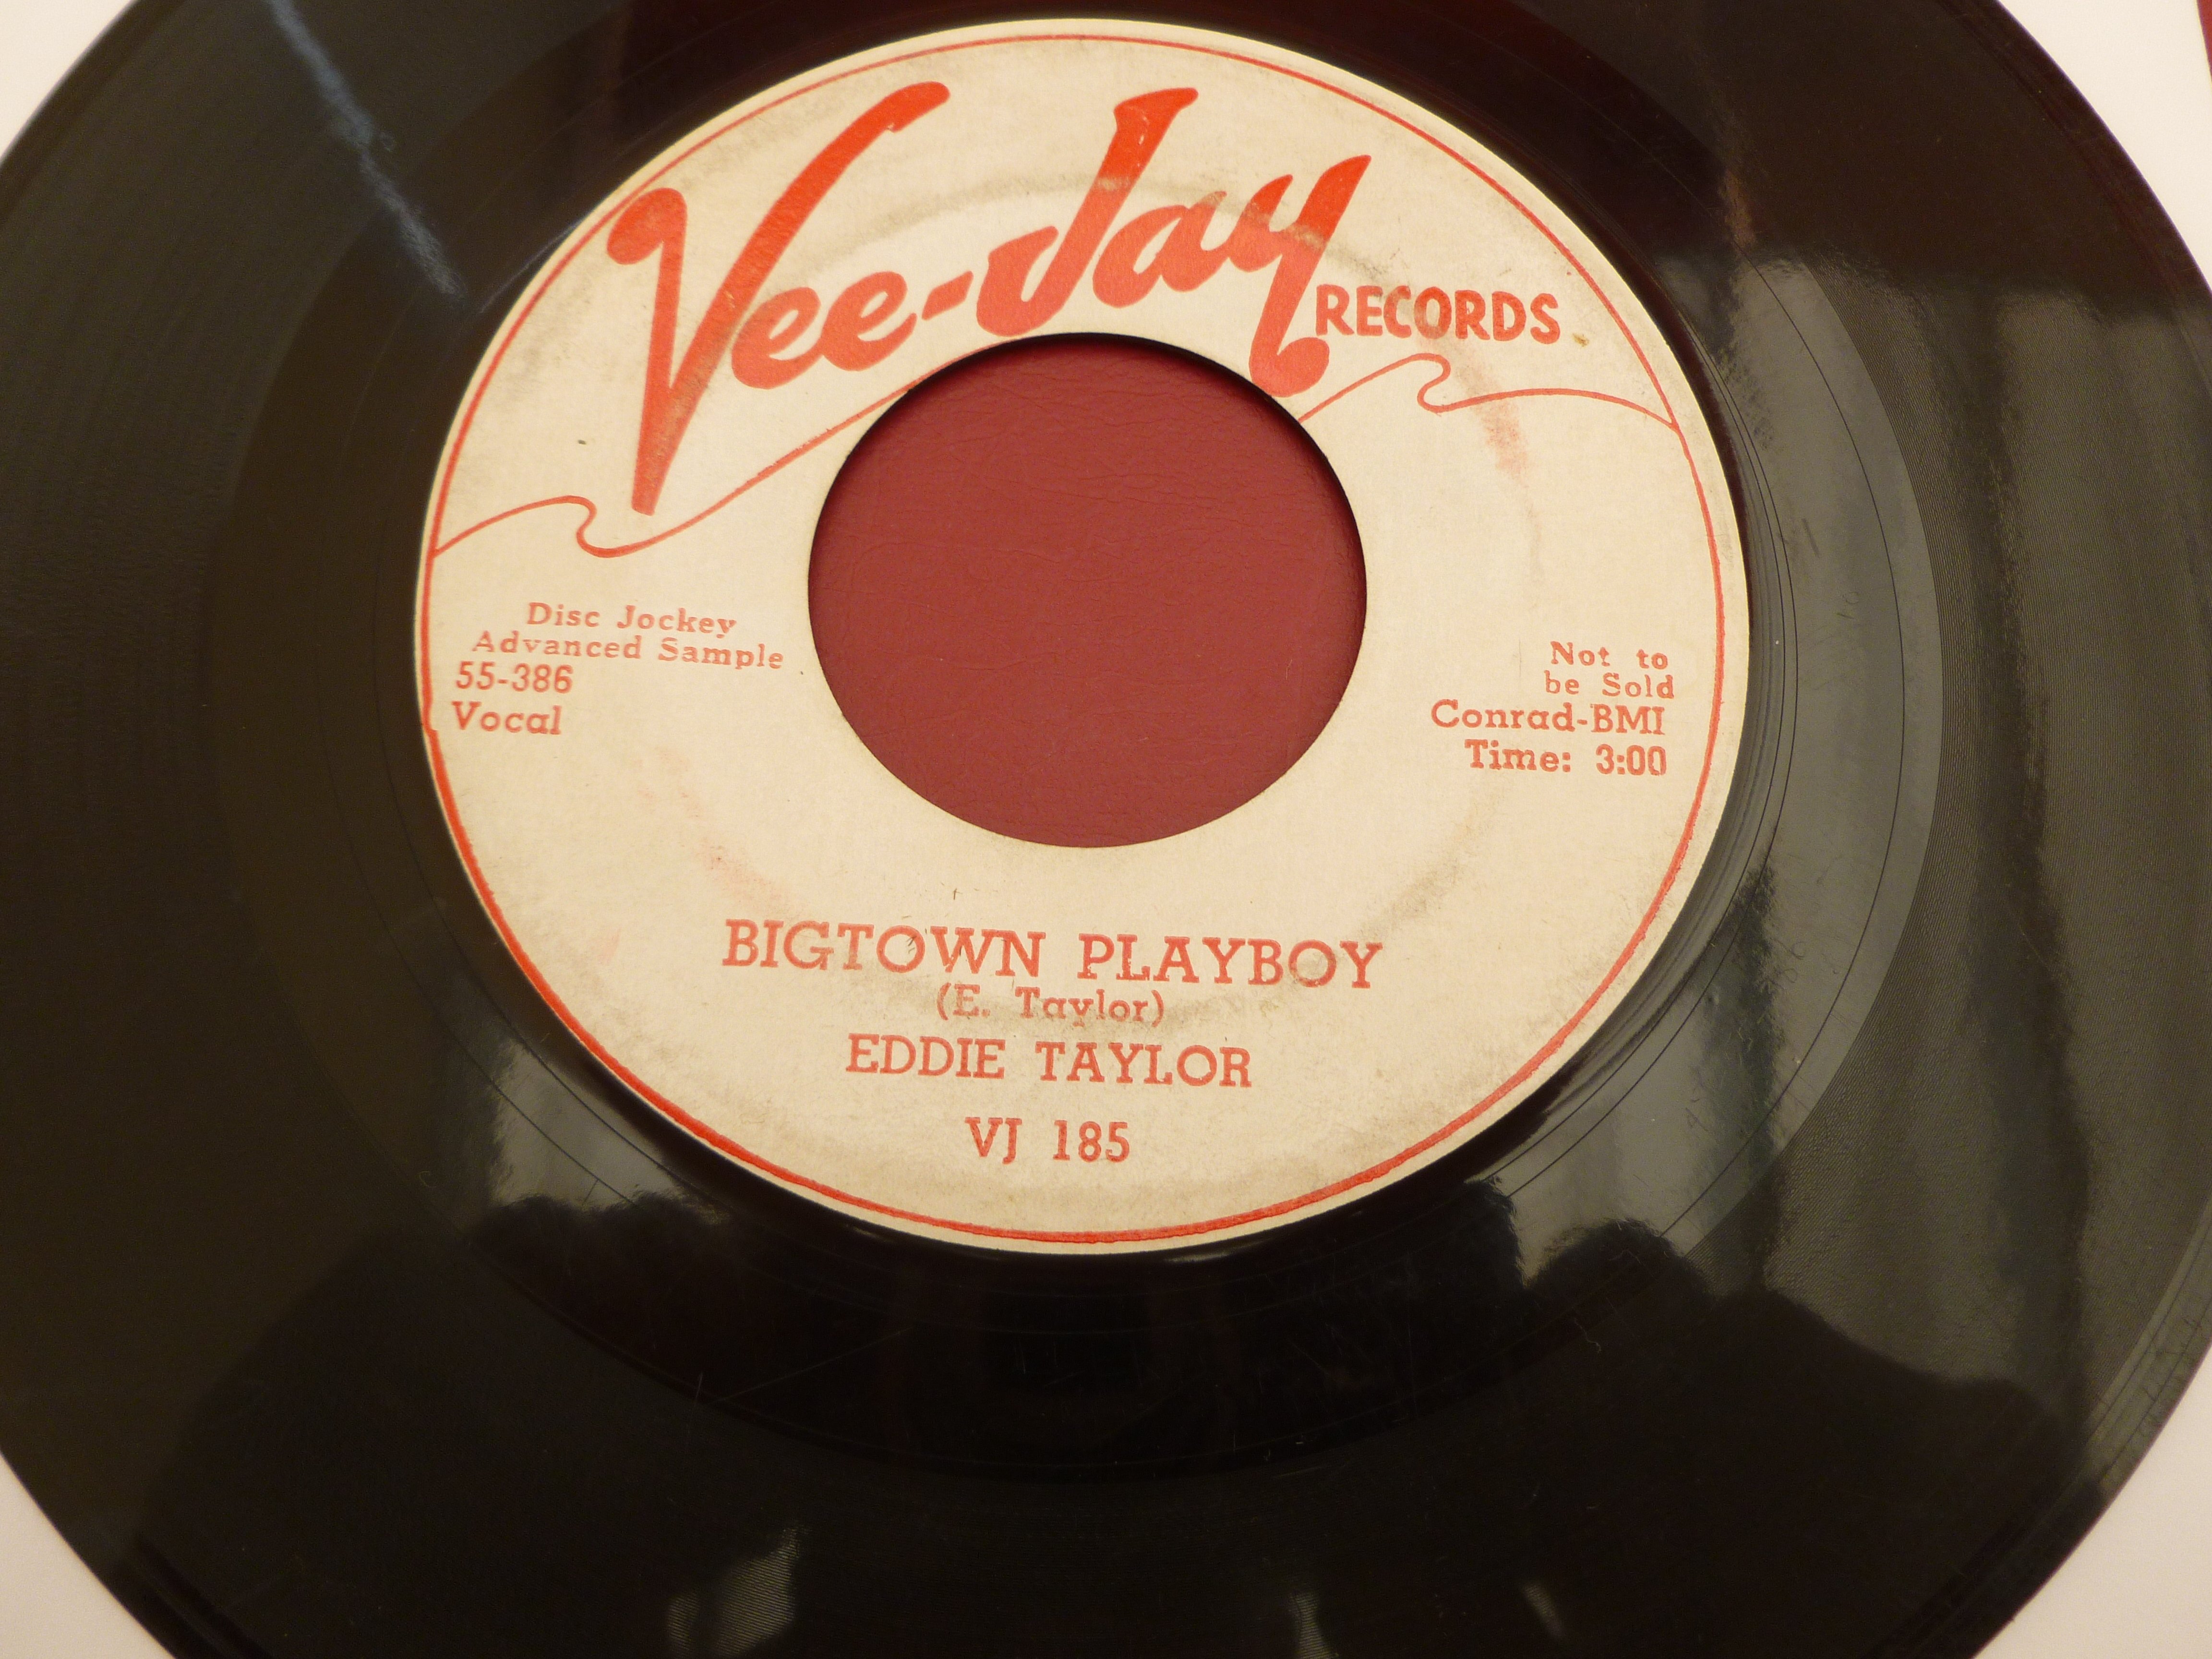 Vee-Jay RECORDS
Disc Jockey
Advanced Sample
55-386
Vocal
Not to
be Sold
Conrad-BMI
Time: 3:00
BIGTOWN PLAYBOY
(E. Taylor)
EDDIE TAYLOR
VJ 185